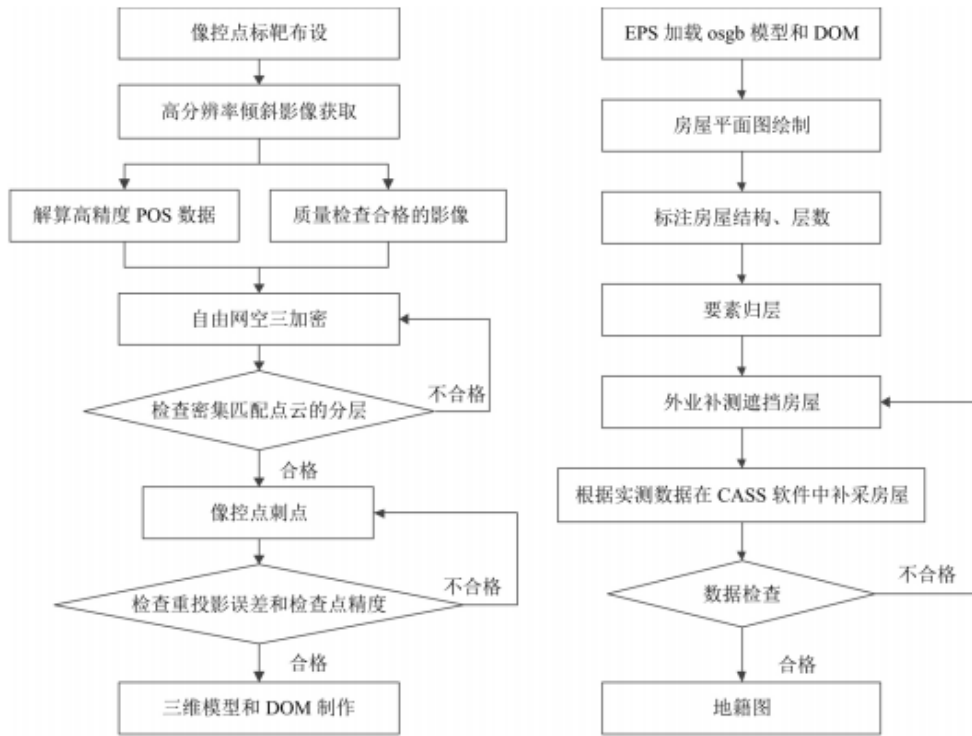 像控点标靶布设
高分辨率倾斜影像获取
解算高精度 POS 数据
质量检查合格的影像
自由网空三加密
不合格
检查密集匹配点云的分层
合格
像控点刺点
不合格
检查重投影误差和检查点精度
合格
三维模型和 DOM 制作
EPS 加载 osgb 模型和 DOM
房屋平面图绘制
标注房屋结构、层数
要素归层
外业补测遮挡房屋
根据实测数据在 CASS 软件中补采房屋
不合格
数据检查
合格
地籍图